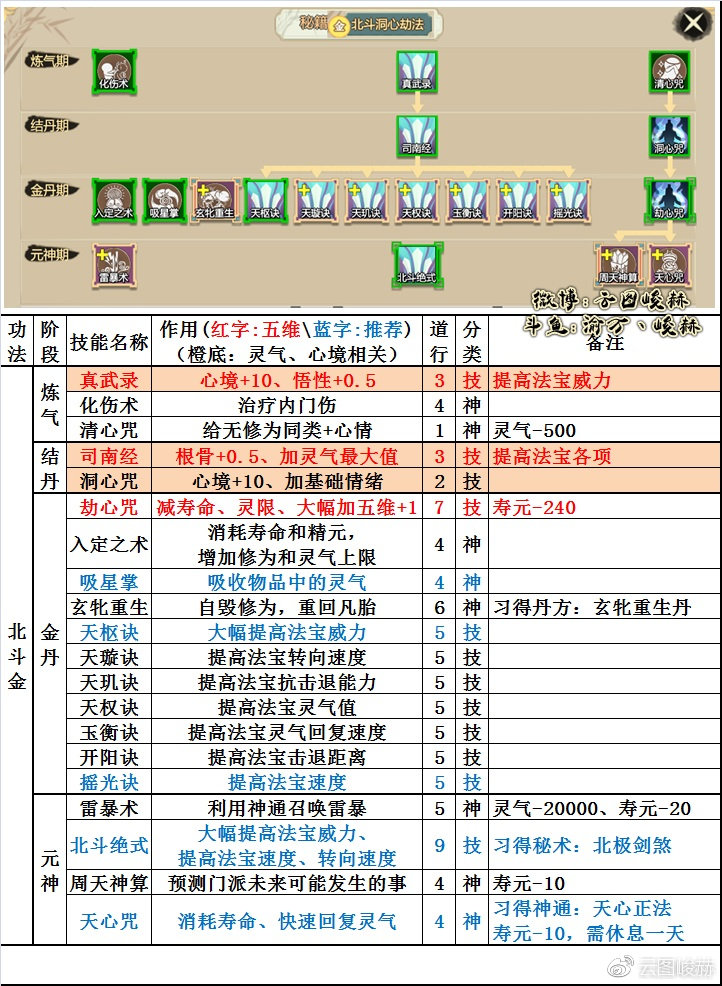 秘籍 金 北斗洞心劫法
炼气期
化伤术 真武录 清心咒
结丹期
司南经 洞心咒
金丹期
入定之术 吸星掌 玄牝重生 天枢诀 天璇诀 天玑诀 天权诀 玉衡诀 开阳诀 摇光诀 劫心咒
元神期
雷暴术 北斗绝式 周天神算 天心咒
微博:云图峻赫
斗鱼:渝万丶峻赫
功法 阶段 技能名称 作用(红字:五维\蓝字:推荐) 道行 分类 备注
(橙底:灵气、心境相关)
北斗金
炼气
真武录 心境+10、悟性+0.5 3 技 提高法宝威力
化伤术 治疗内门伤 4 神
清心咒 给无修为同类+心情 1 神 灵气-500
结丹
司南经 根骨+0.5、加灵气最大值 3 技 提高法宝各项
洞心咒 心境+10、加基础情绪 2 技
金丹
劫心咒 减寿命、灵限、大幅加五维+1 7 技 寿元-240
入定之术 消耗寿命和精元, 4 神
增加修为和灵气上限
吸星掌 吸收物品中的灵气 4 神
玄牝重生 自毁修为，重回凡胎 6 神 习得丹方：玄牝重生丹
天枢诀 大幅提高法宝威力 5 技
天璇诀 提高法宝转向速度 5 技
天玑诀 提高法宝抗击退能力 5 技
天权诀 提高法宝灵气值 5 技
玉衡诀 提高法宝灵气回复速度 5 技
开阳诀 提高法宝击退距离 5 技
摇光诀 提高法宝速度 5 技
元神
雷暴术 利用神通召唤雷暴 5 神 灵气-20000、寿元-20
北斗绝式 大幅提高法宝威力、 9 技 习得秘术：北极剑煞
提高法宝速度、转向速度
周天神算 预测门派未来可能发生的事 4 神 寿元-10
天心咒 消耗寿命、快速回复灵气 4 神 习得神通：天心正法
寿元-10，需休息一天
云图峻赫